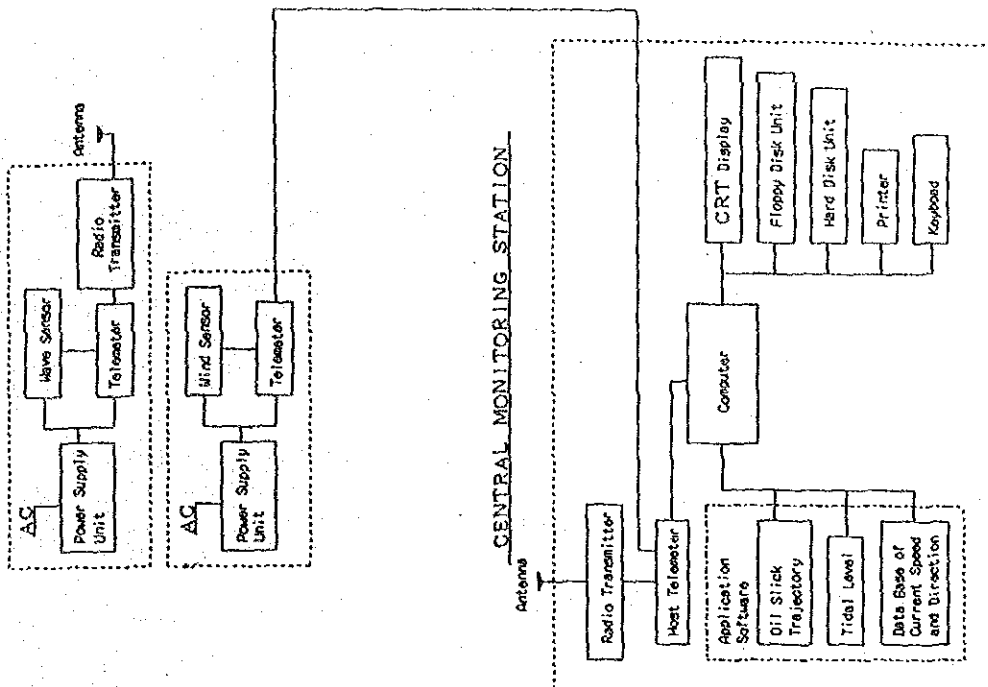 AC
Power Supply
Unit
Wave Sensor
Telemeter
Radio
Transmitter
Antenna
AC
Power Supply
Unit
Wind Sensor
Telemeter
CENTRAL MONITORING STATION
Antenna
Radio Transmitter
Host Telemeter
Application
Software
Oil Slick
Trajectory
Tidal Level
Data Base of
Current Speed
and Direction
Computer
CRT Display
Floppy Disk Unit
Hard Disk Unit
Printer
Keyboad